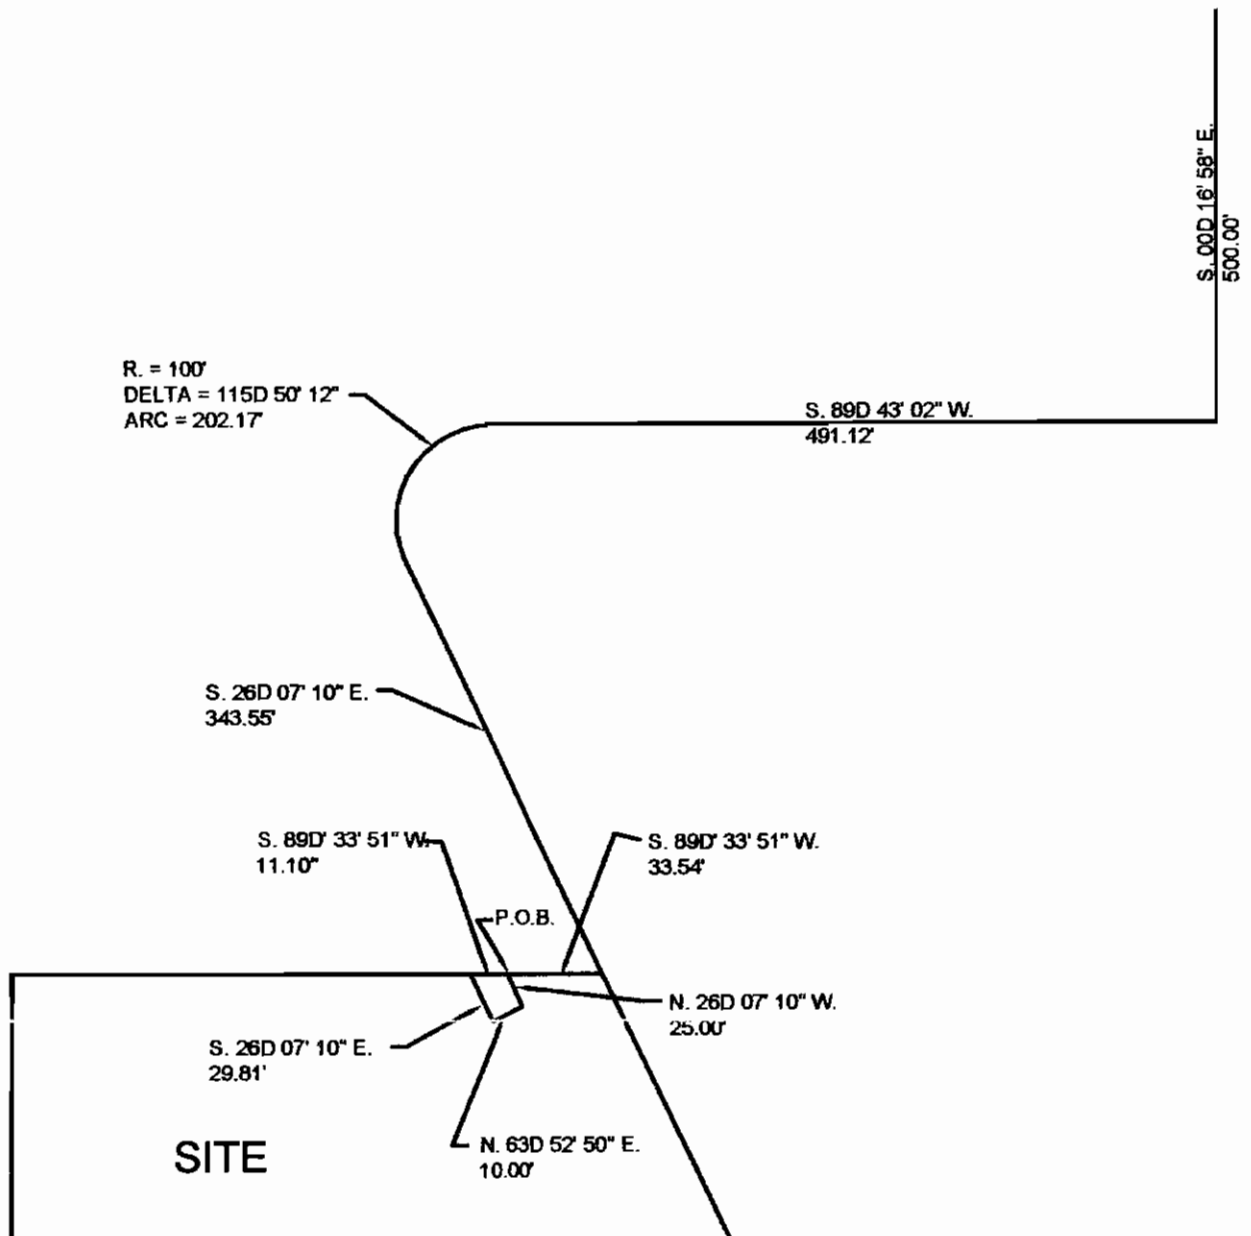 S. 00D 16' 58" E.
500.00'
R. = 100'
DELTA = 115D 50' 12"
ARC = 202.17'
S. 89D 43' 02" W.
491.12'
S. 26D 07' 10" E.
343.55'
S. 89D' 33' 51" W.
11.10"
S. 89D' 33' 51" W.
33.54'
P.O.B.
N. 26D 07' 10" W.
25.00'
S. 26D 07' 10" E.
29.81'
N. 63D 52' 50" E.
10.00'
SITE